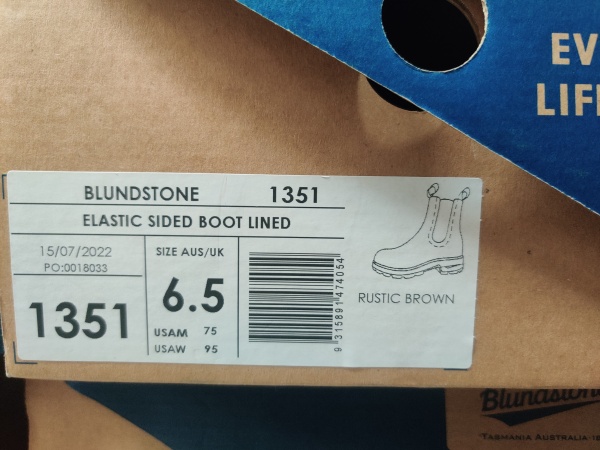 EV
LIF
BLUNDSTONE 1351
ELASTIC SIDED BOOT LINED
15/07/2022
PO:0018033
1351
SIZE AUS/UK
6.5
USAM 75
USAW 95
9 315891 474054
RUSTIC BROWN
Blundstone
TASMANIA AUSTRALIA